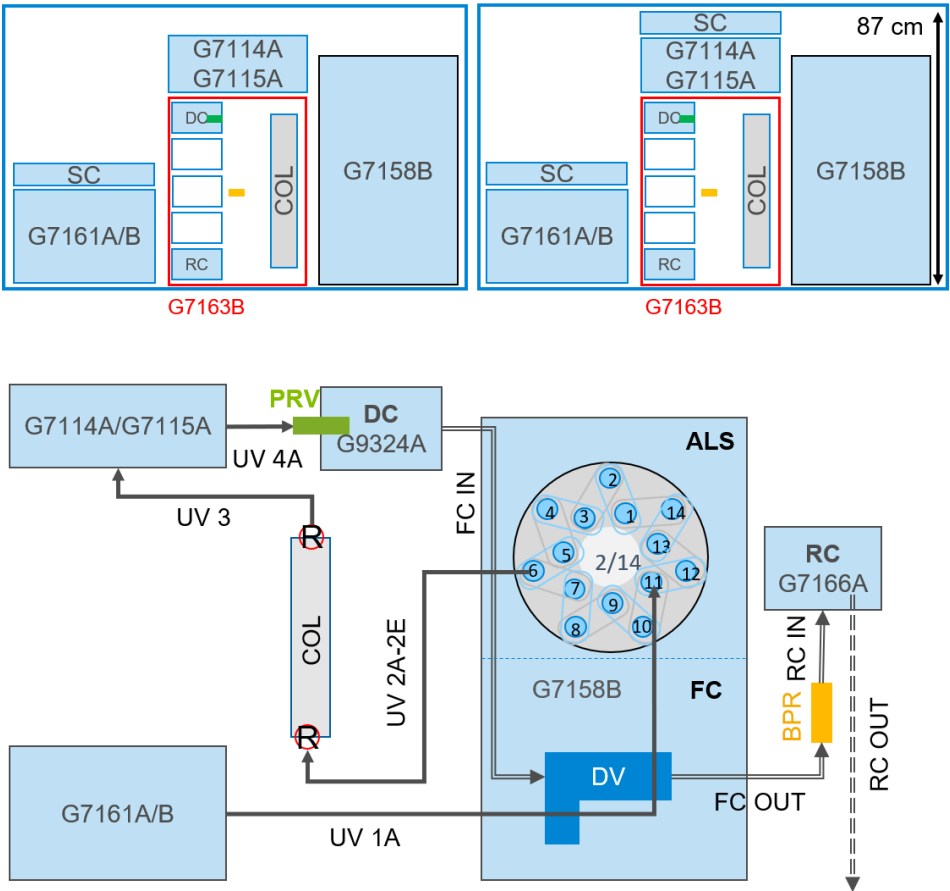 SC
G7161A/B
G7114A
G7115A
DC
RC
COL
G7158B
G7163B
SC
G7161A/B
SC
G7114A
G7115A
DC
RC
COL
G7158B
87 cm
G7163B
G7114A/G7115A
UV 4A
PRV
DC
G9324A
UV 3
R
COL
R
UV 2A-2E
G7161A/B
UV 1A
FC IN
ALS
2
4
3
1
14
5
13
6
2/14
12
7
11
9
8
10
G7158B
FC
DV
FC OUT
RC
G7166A
RC IN
BPR
RC OUT